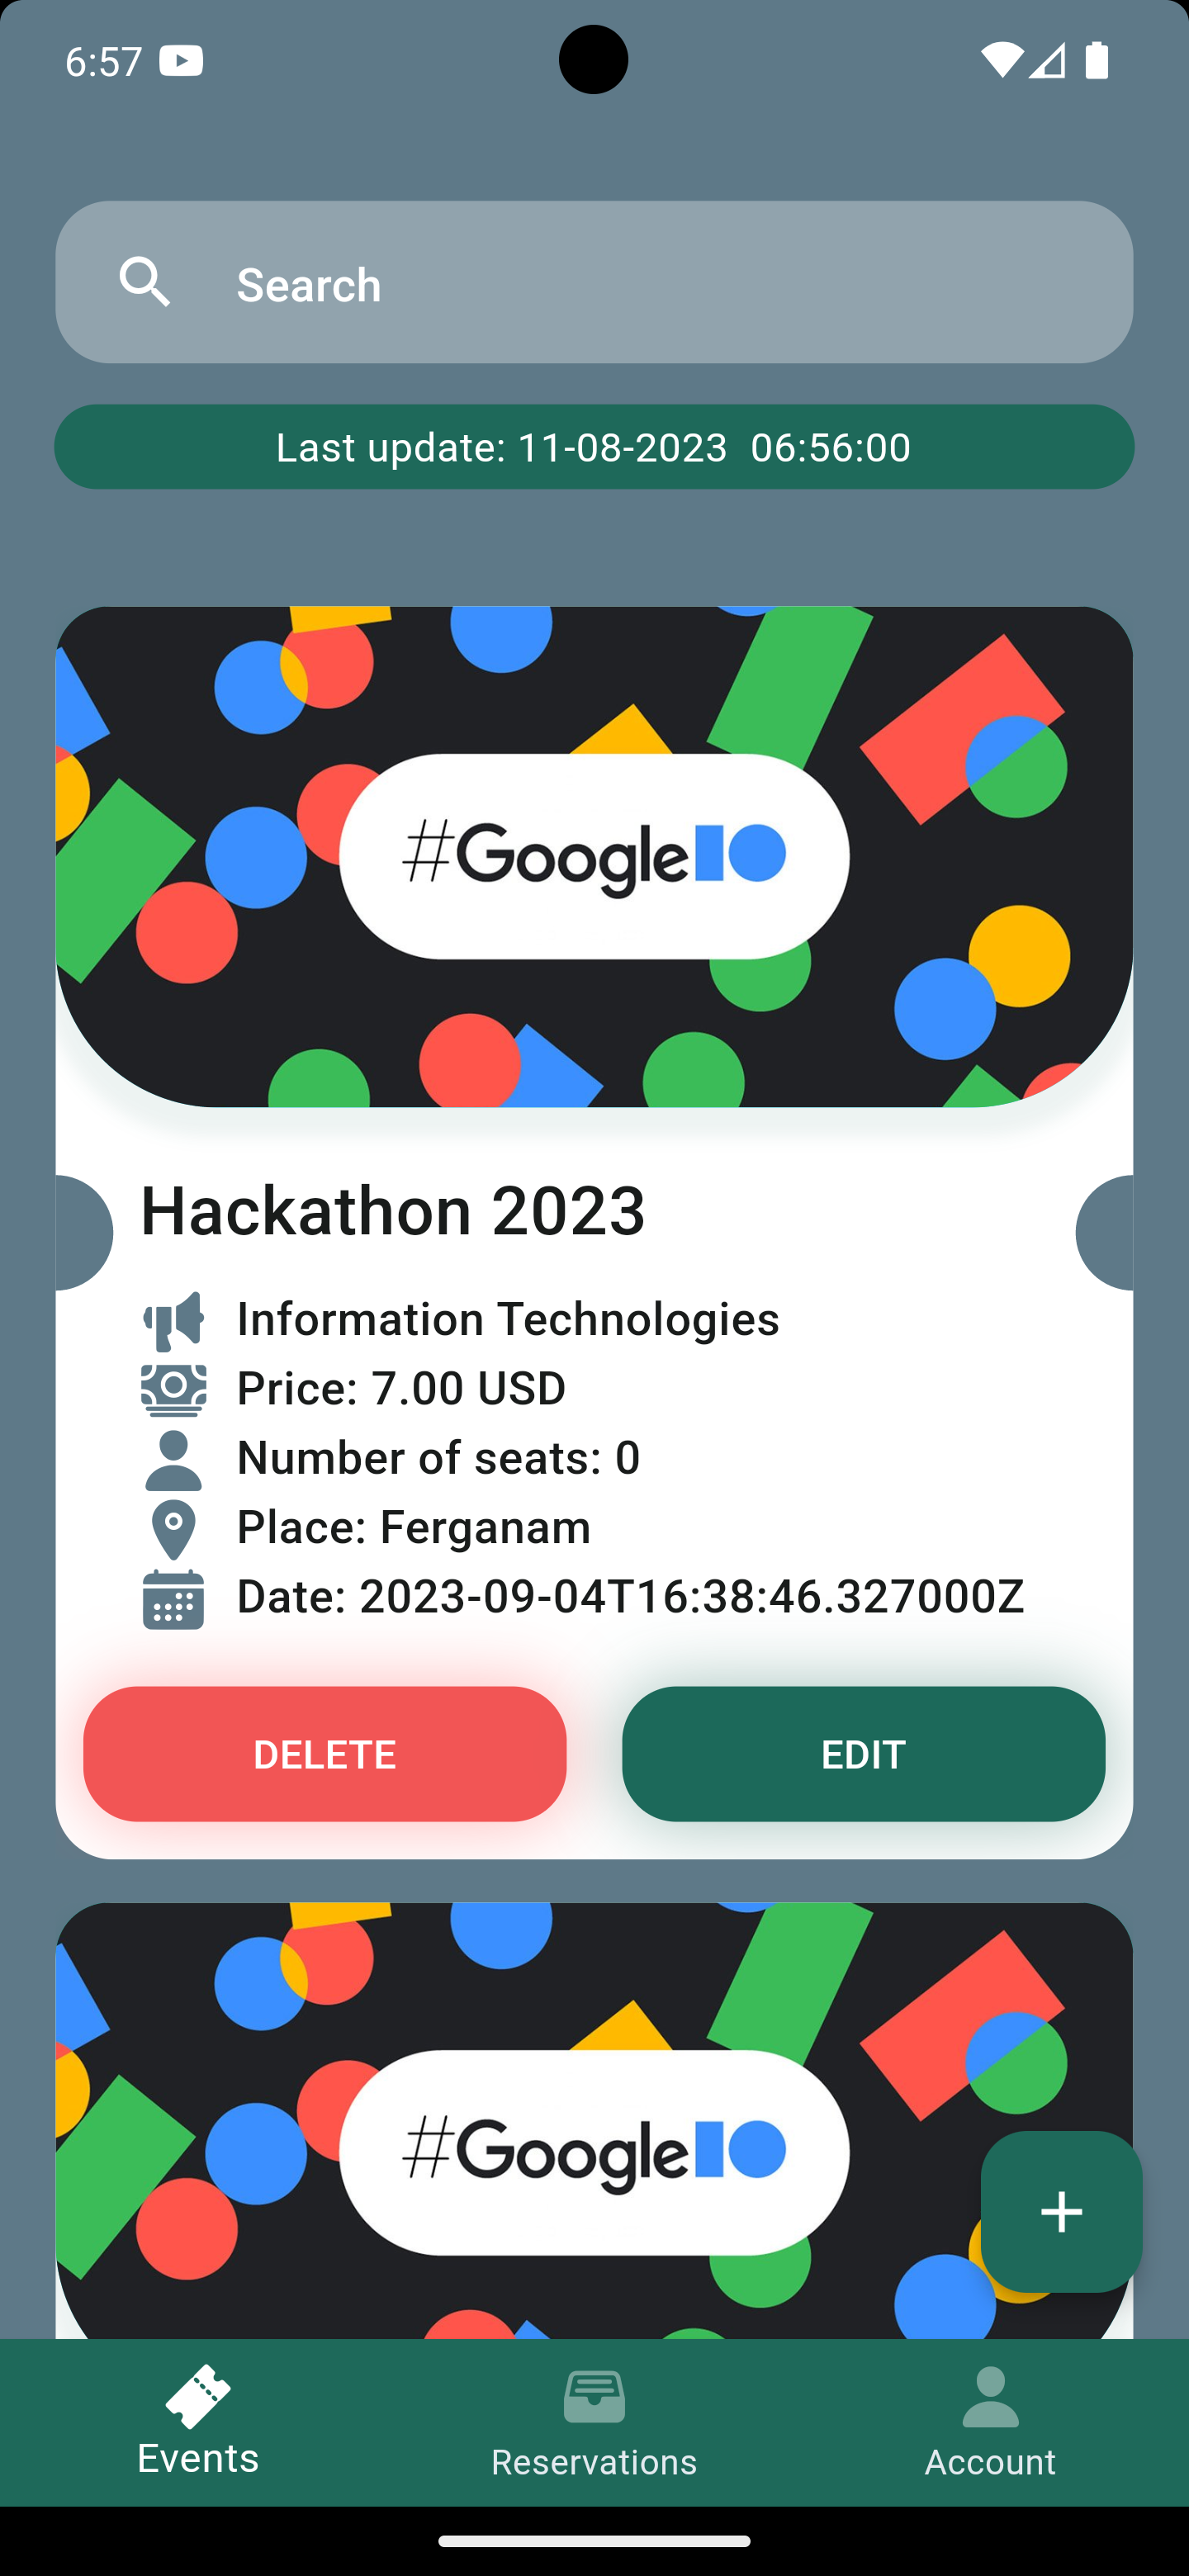 6:57
Search
Last update: 11-08-2023  06:56:00
#GoogleIO
Hackathon 2023
Information Technologies
Price: 7.00 USD
Number of seats: 0
Place: Ferganam
Date: 2023-09-04T16:38:46.327000Z
DELETE
EDIT
#GoogleIO
+
Events
Reservations
Account